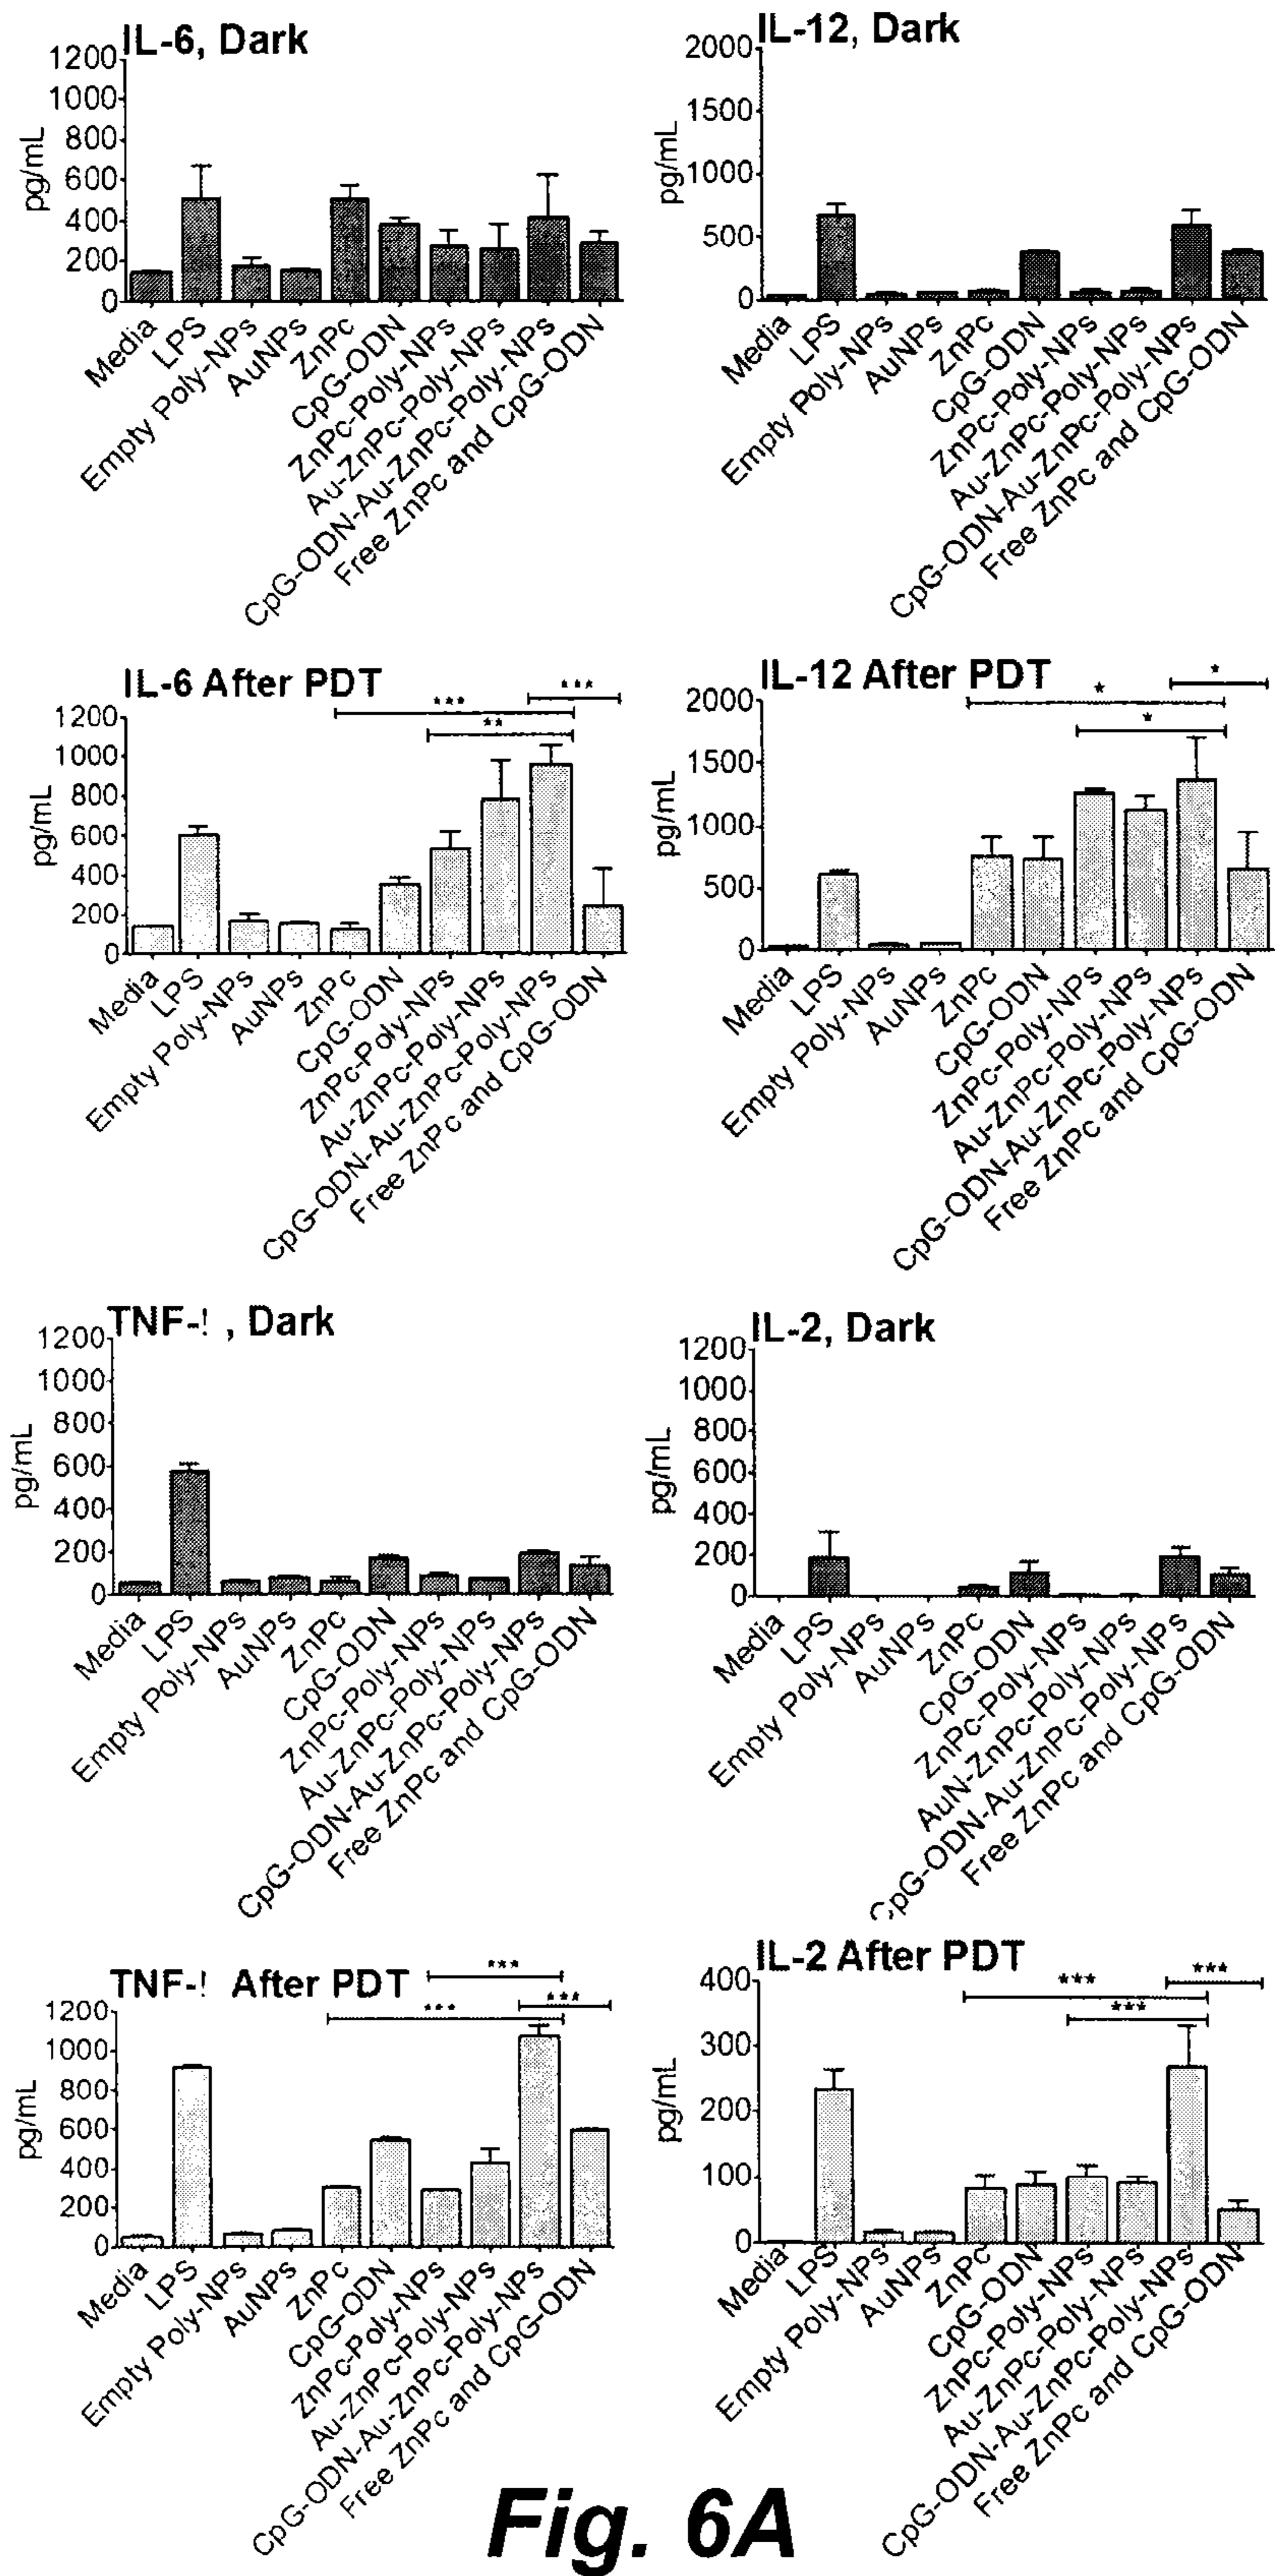 IL-6, Dark
1200
1000
800
600
400
200
0
pg/mL
Media
LPS
Empty Poly-NPs
AuNPs
ZnPc
CpG-ODN
ZnPc-Poly-NPs
Au-ZnPc-Poly-NPs
CpG-ODN-Au-ZnPc-Poly-NPs
Free ZnPc and CpG-ODN
IL-12, Dark
2000
1500
1000
500
0
pg/mL
Media
LPS
Empty Poly-NPs
AuNPs
ZnPc
CpG-ODN
ZnPc-Poly-NPs
Au-ZnPc-Poly-NPs
CpG-ODN-Au-ZnPc-Poly-NPs
Free ZnPc and CpG-ODN
IL-6 After PDT
***
***
**
1200
1000
800
600
400
200
0
pg/mL
Media
LPS
Empty Poly-NPs
AuNPs
ZnPc
CpG-ODN
ZnPc-Poly-NPs
Au-ZnPc-Poly-NPs
CpG-ODN-Au-ZnPc-Poly-NPs
Free ZnPc and CpG-ODN
IL-12 After PDT
*
*
*
2000
1500
1000
500
0
pg/mL
Media
LPS
Empty Poly-NPs
AuNPs
ZnPc
CpG-ODN
ZnPc-Poly-NPs
Au-ZnPc-Poly-NPs
CpG-ODN-Au-ZnPc-Poly-NPs
Free ZnPc and CpG-ODN
TNF-! , Dark
1200
1000
800
600
400
200
0
pg/mL
Media
LPS
Empty Poly-NPs
AuNPs
ZnPc
CpG-ODN
ZnPc-Poly-NPs
Au-ZnPc-Poly-NPs
CpG-ODN-Au-ZnPc-Poly-NPs
Free ZnPc and CpG-ODN
IL-2, Dark
1200
1000
800
600
400
200
0
pg/mL
Media
LPS
Empty Poly-NPs
AuNPs
ZnPc
CpG-ODN
ZnPc-Poly-NPs
AuN-ZnPc-Poly-NPs
CpG-ODN-Au-ZnPc-Poly-NPs
Free ZnPc and CpG-ODN
TNF-! After PDT
***
***
***
1200
1000
800
600
400
200
0
pg/mL
Media
LPS
Empty Poly-NPs
AuNPs
ZnPc
CpG-ODN
ZnPc-Poly-NPs
Au-ZnPc-Poly-NPs
CpG-ODN-Au-ZnPc-Poly-NPs
Free ZnPc and CpG-ODN
IL-2 After PDT
***
***
***
400
300
200
100
0
pg/mL
Media
LPS
Empty Poly-NPs
AuNPs
ZnPc
CpG-ODN
ZnPc-Poly-NPs
Au-ZnPc-Poly-NPs
CpG-ODN-Au-ZnPc-Poly-NPs
Free ZnPc and CpG-ODN
Fig. 6A